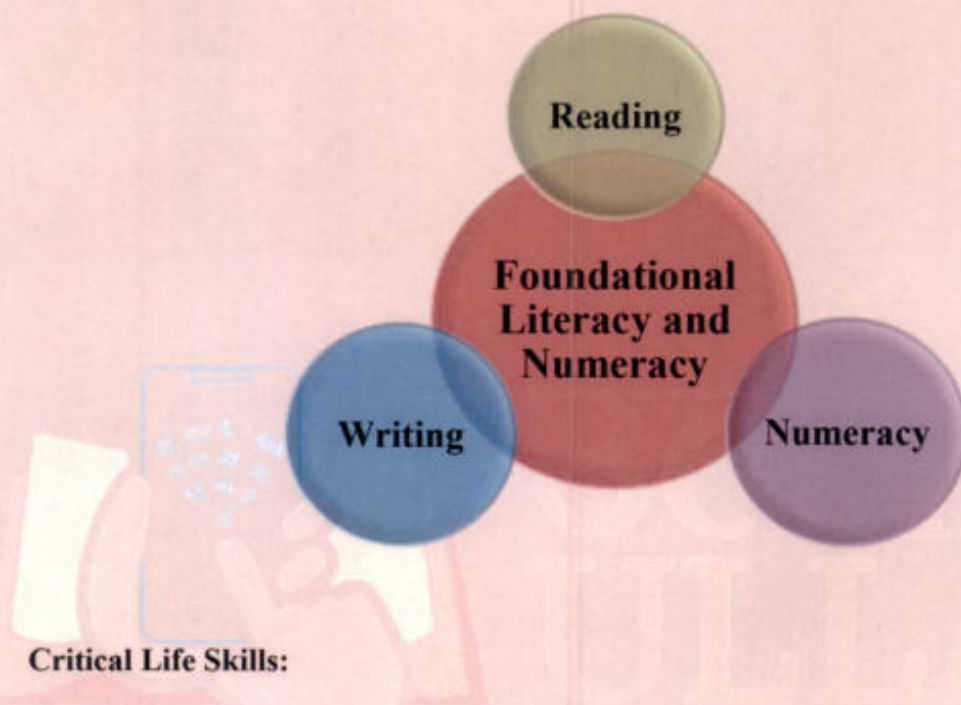 Reading
Foundational
Literacy and
Numeracy
Writing
Numeracy
Critical Life Skills: